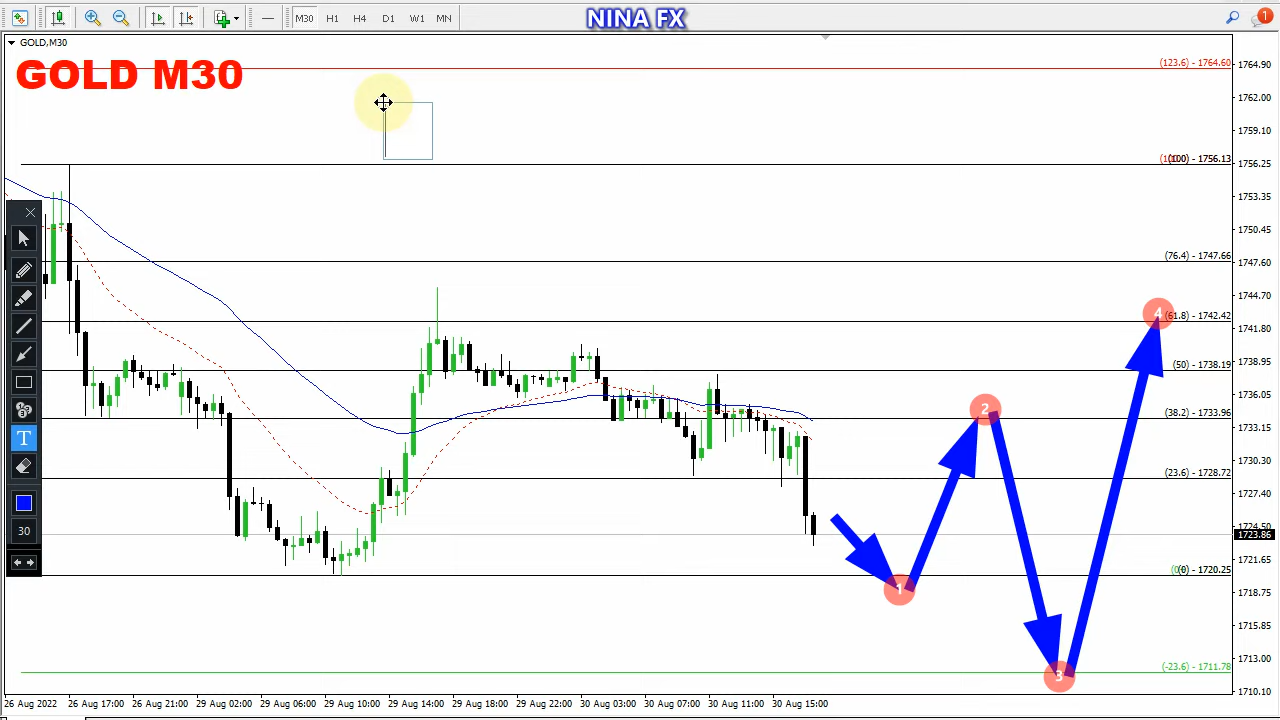 M30 H1 H4 D1 W1 MN
NINA FX
1
GOLD,M30
GOLD M30
(123.6) - 1764.60
(100) - 1756.13
(76.4) - 1747.66
(61.8) - 1742.42
(50) - 1738.19
(38.2) - 1733.96
(23.6) - 1728.72
(0) - 1720.25
(-23.6) - 1711.78
1764.90
1762.00
1759.10
1756.25
1753.35
1750.45
1747.60
1744.70
1741.80
1738.95
1736.05
1733.15
1730.30
1727.40
1724.50
1723.86
1721.65
1718.75
1715.85
1713.00
1710.10
T
30
1
2
3
4
26 Aug 2022 26 Aug 17:00 26 Aug 21:00 29 Aug 02:00 29 Aug 06:00 29 Aug 10:00 29 Aug 14:00 29 Aug 18:00 29 Aug 22:00 30 Aug 03:00 30 Aug 07:00 30 Aug 11:00 30 Aug 15:00